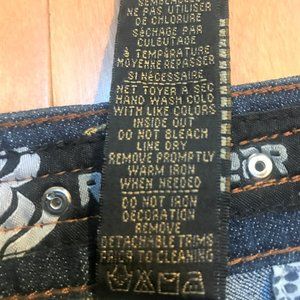 NE PAS UTILISER
DE CHLORURE
SÉCHAGE PAR
CULBUTAGE
À TEMPÉRATURE
MOYENNE REPASSER
SI NÉCESSAIRE
NET TOYER A SEC
HAND WASH COLD
WITH LIKE COLORS
INSIDE OUT
DO NOT BLEACH
LINE DRY
REMOVE PROMPTLY
WARM IRON
WHEN NEEDED
DO NOT IRON
DECORATION
REMOVE
DETACHABLE TRIMS
PRIOR TO CLEANING